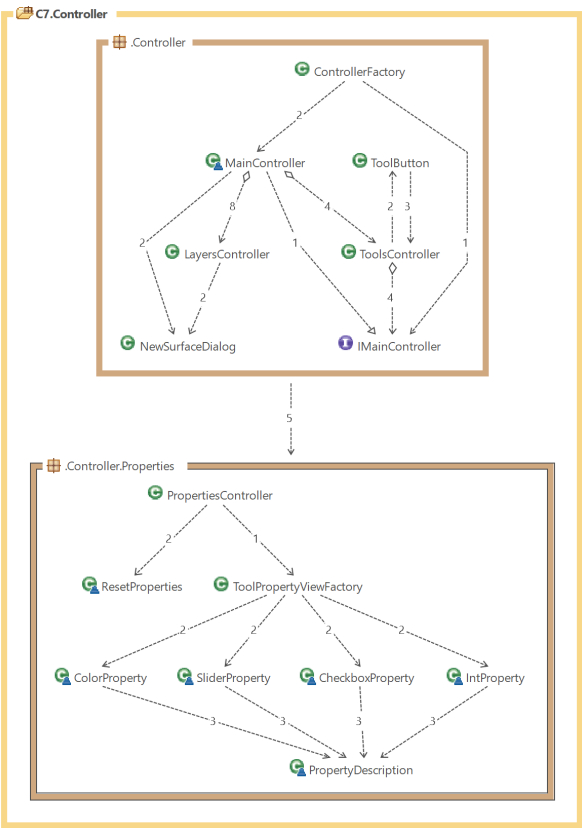 C7.Controller
.Controller
ControllerFactory
2
MainController
ToolButton
8
4
2
3
2
1
1
LayersController
ToolsController
2
4
NewSurfaceDialog
IMainController
5
.Controller.Properties
PropertiesController
2
1
ResetProperties
ToolPropertyViewFactory
2
2
2
2
ColorProperty
SliderProperty
CheckboxProperty
IntProperty
3
3
3
3
PropertyDescription